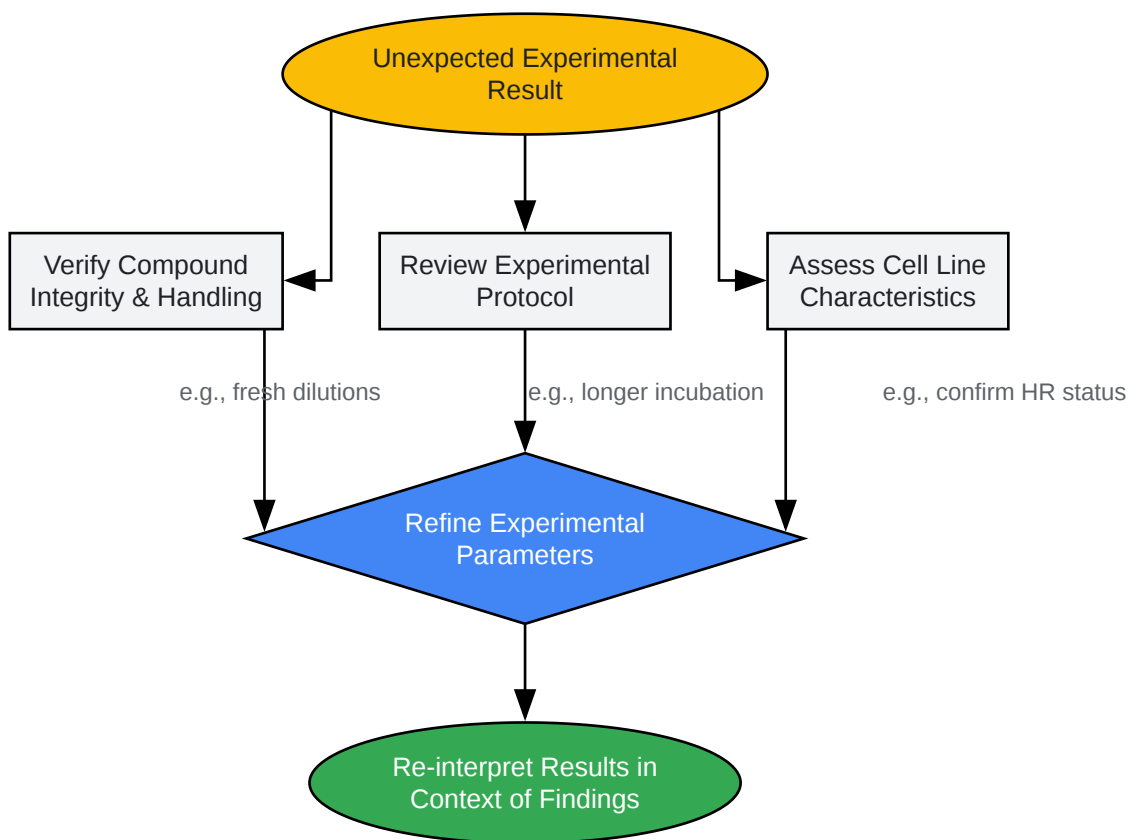 Unexpected Experimental
Result
Verify Compound
Integrity & Handling
Review Experimental
Protocol
Assess Cell Line
Characteristics
e.g., fresh dilutions
e.g., longer incubation
e.g., confirm HR status
Refine Experimental
Parameters
Re-interpret Results in
Context of Findings